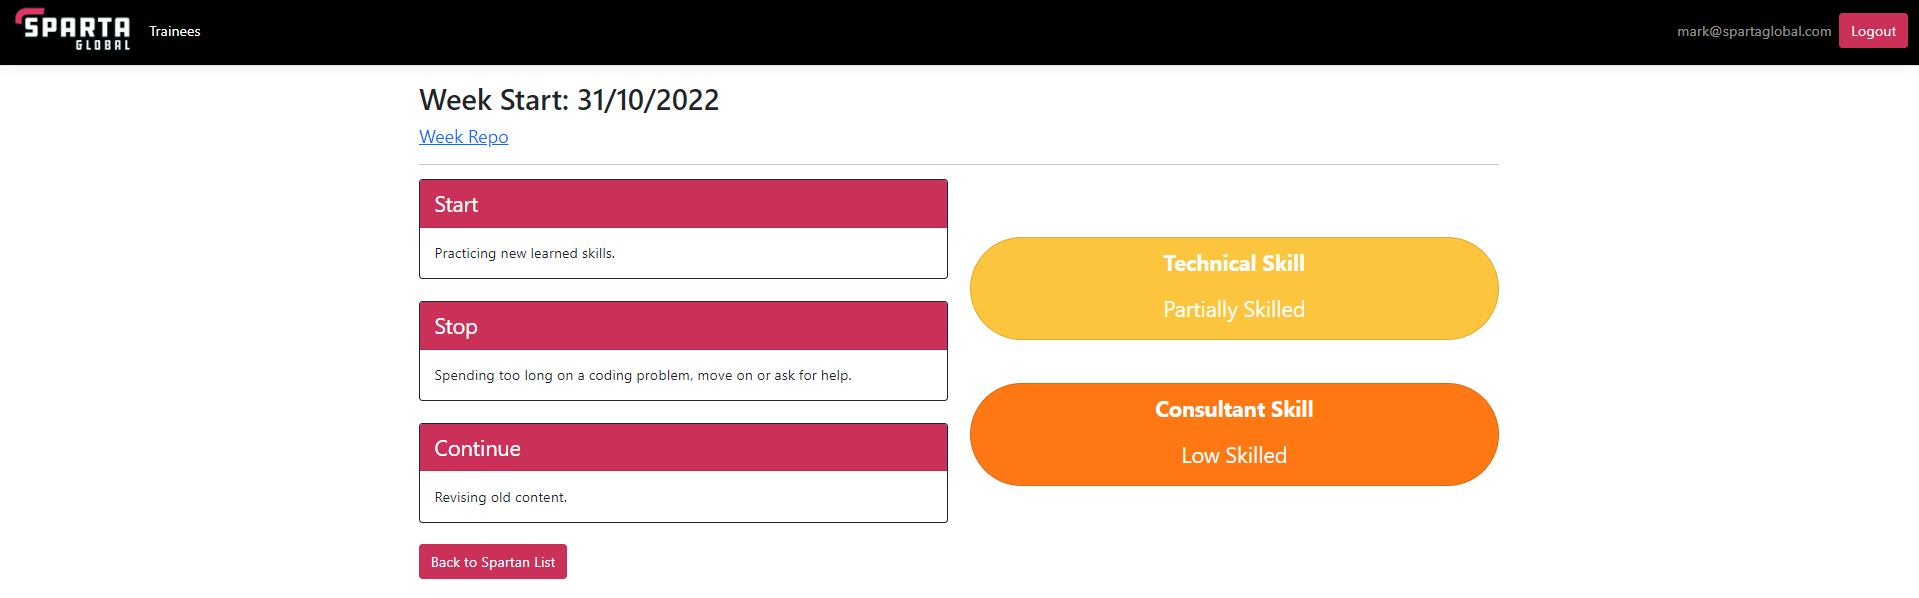 SPARTA
GLOBAL
Trainees
mark@spartaglobal.com
Logout
Week Start: 31/10/2022
Week Repo
Start
Practicing new learned skills.
Stop
Spending too long on a coding problem, move on or ask for help.
Continue
Revising old content.
Technical Skill
Partially Skilled
Consultant Skill
Low Skilled
Back to Spartan List